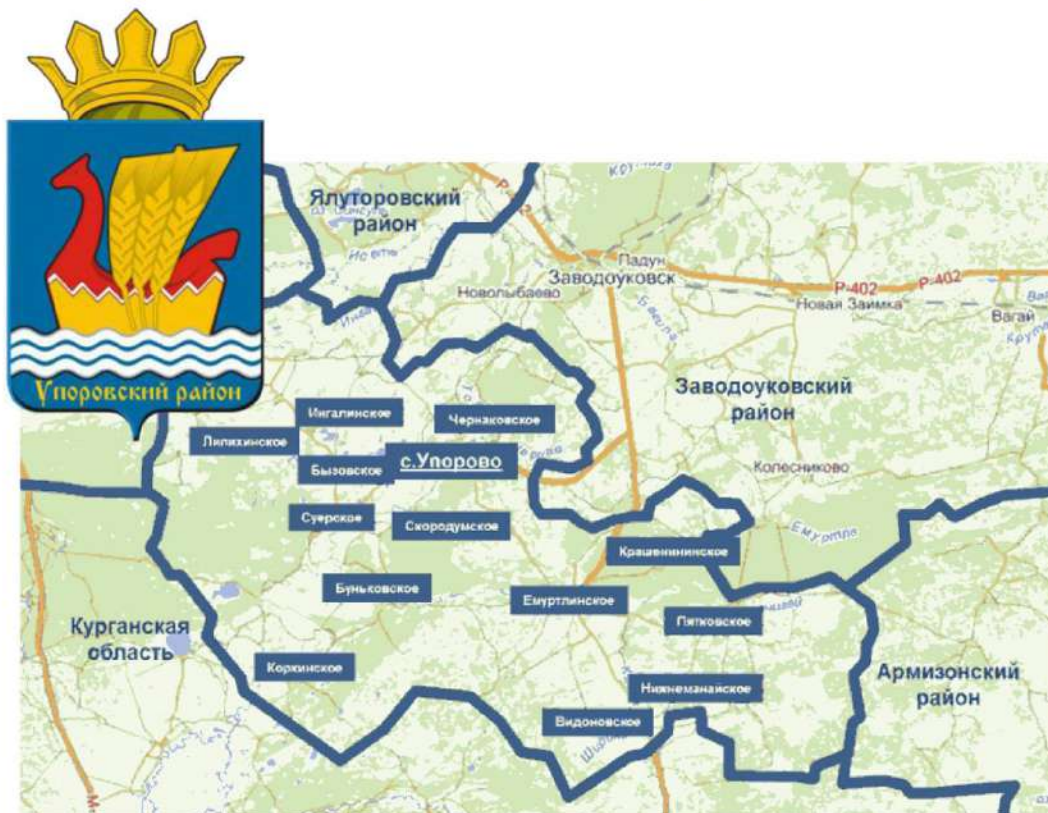 Упоровский район
Ялуторовский
район
Исеть
Р
Падун
Заводоуковск
Новолыбаево
Р-402
Р-402
Новая Заимка
Вагай
Заводоуковский
район
Колесниково
Ингалинское
Чернаковское
Липихинское
Бызовское
с.Упорово
Суерское
Скородумское
Крашенининское
Емуртла
Буньковское
Емуртлинское
Пятковское
Курганская
область
Коркинское
Нижнеманайское
Армизонский
район
Видоновское